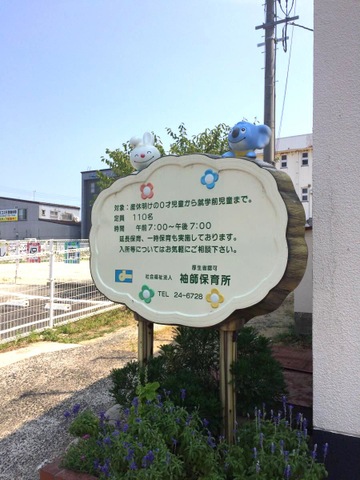 対象：産休明けの0才児童から就学前児童まで。
定員　110名
時間　午前7:00〜午後7:00
延長保育、一時保育も実施しております。
入所等についてはお気軽にご相談下さい。
厚生省認可
社会福祉法人　袖師保育所
TEL 24-6728